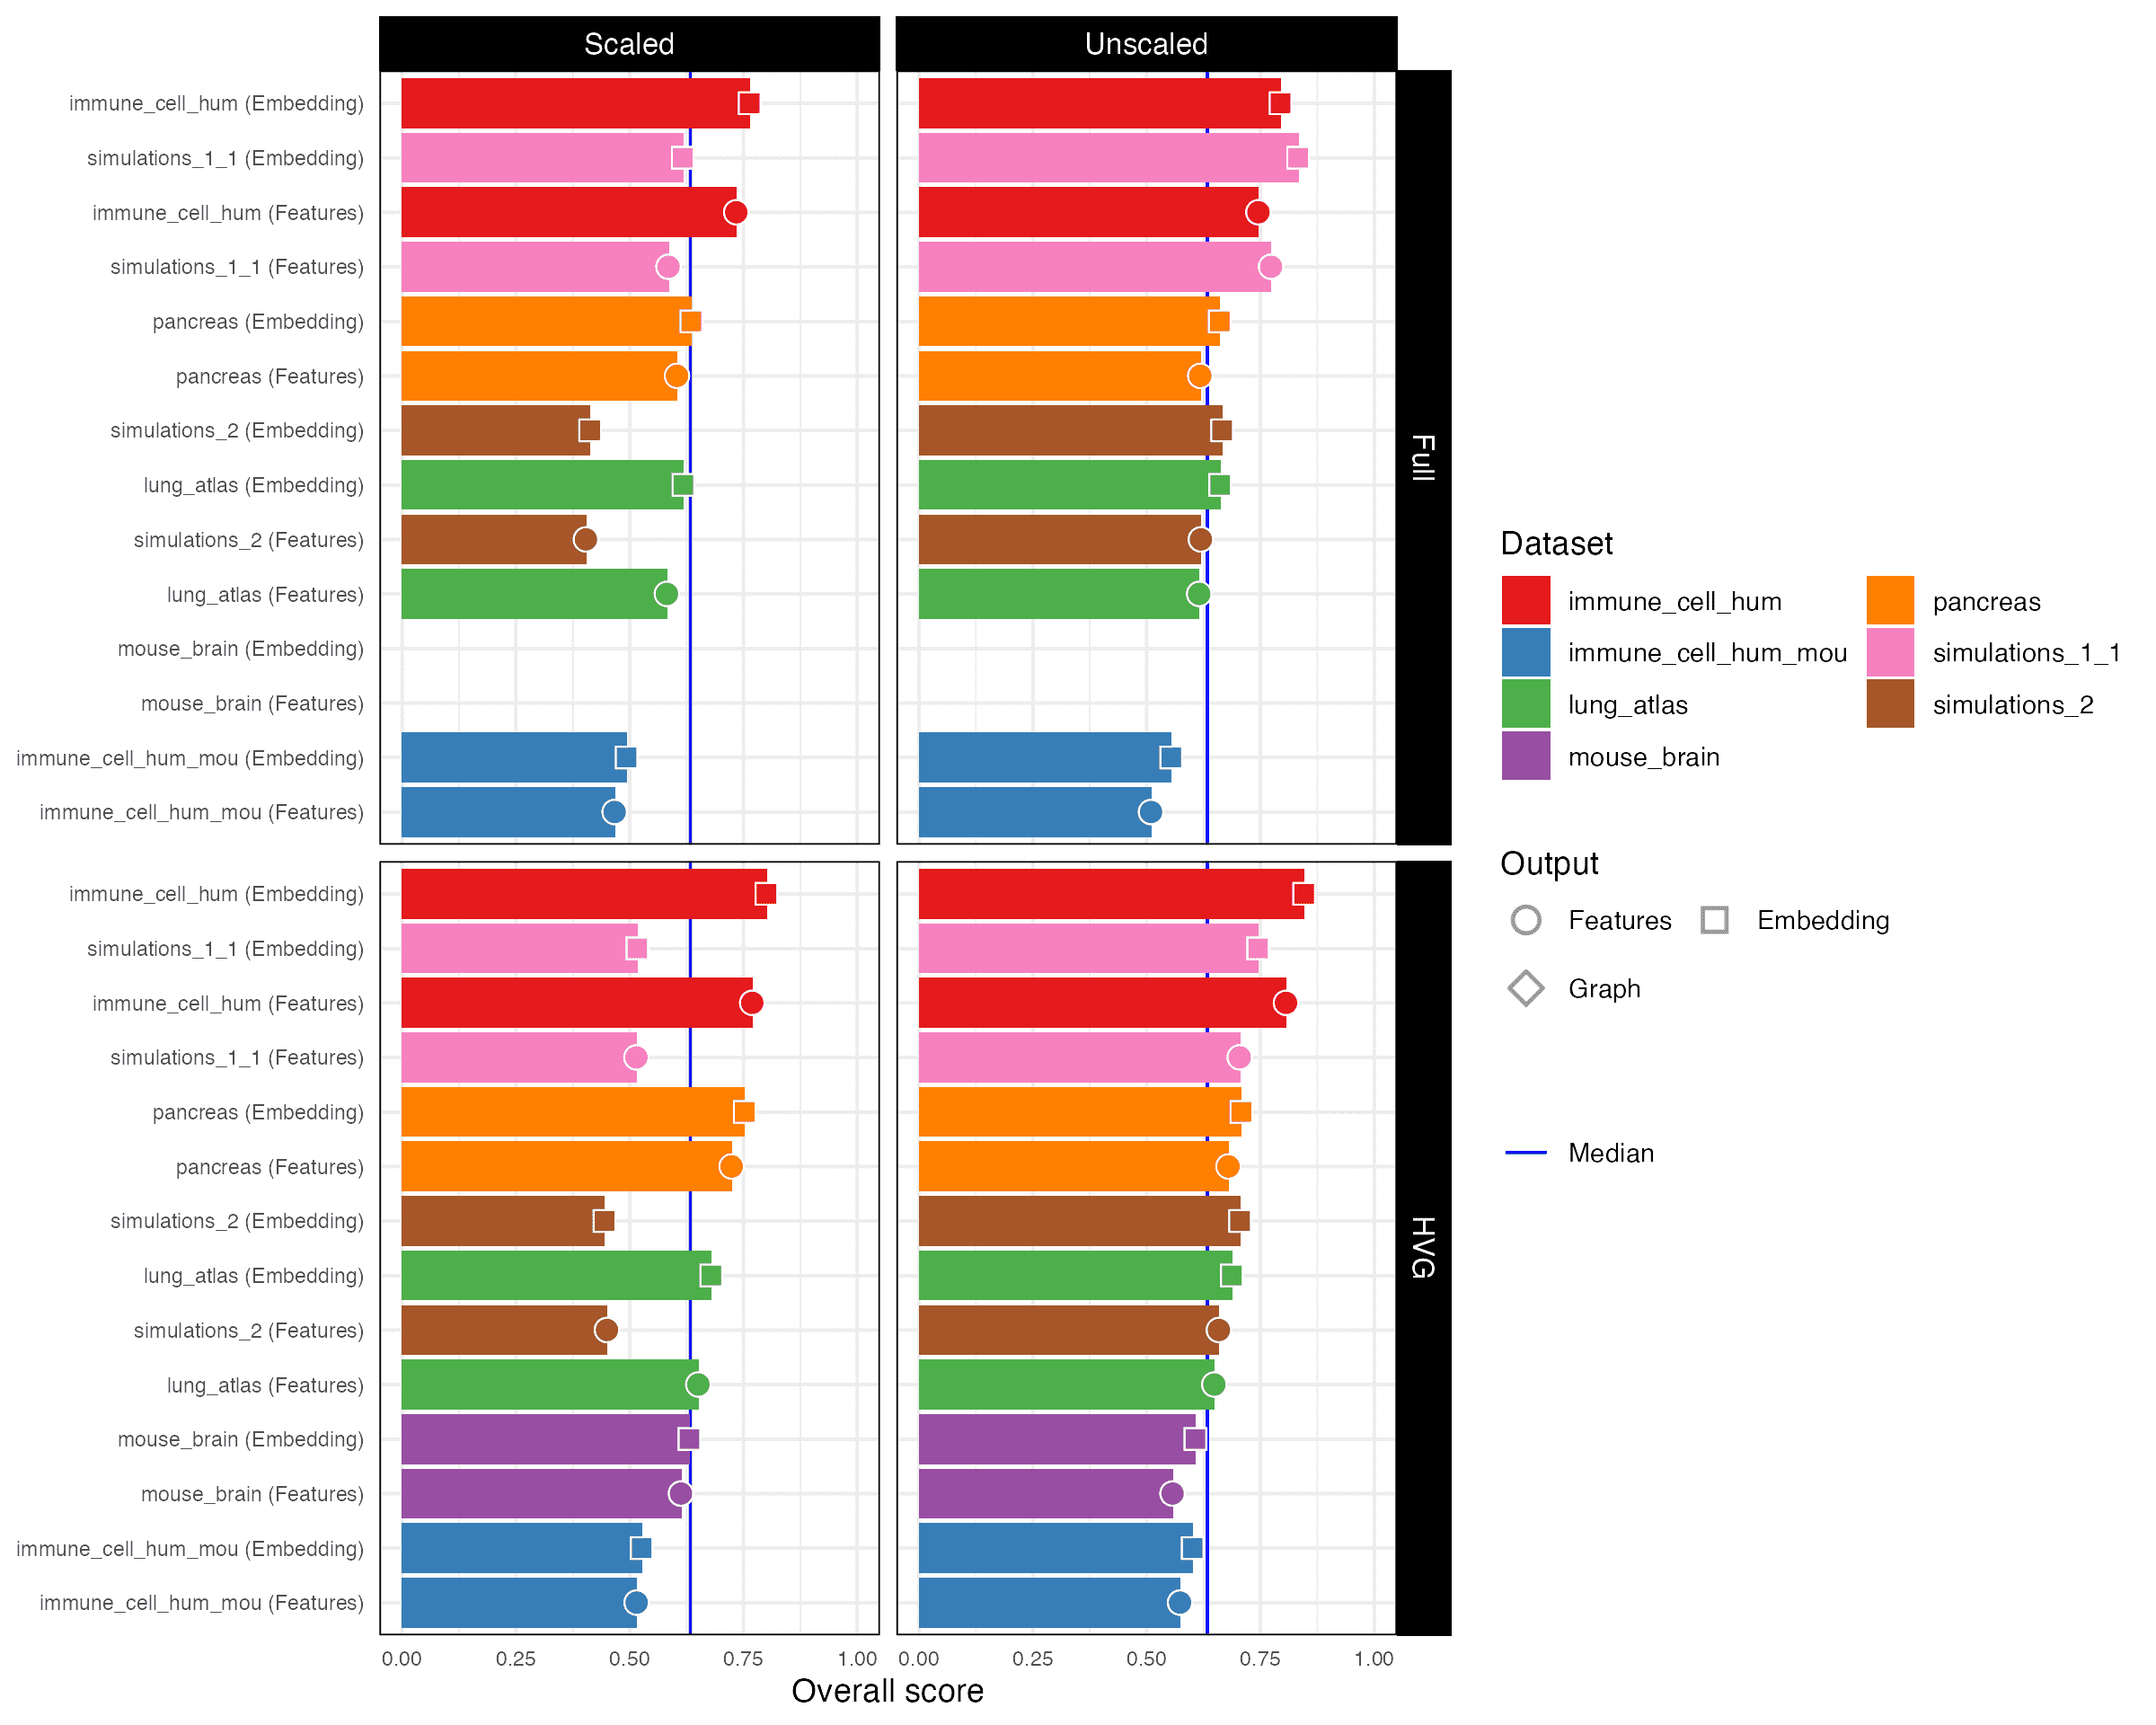 Scaled
Unscaled
immune_cell_hum (Embedding)
simulations_1_1 (Embedding)
immune_cell_hum (Features)
simulations_1_1 (Features)
pancreas (Embedding)
pancreas (Features)
simulations_2 (Embedding)
lung_atlas (Embedding)
simulations_2 (Features)
lung_atlas (Features)
mouse_brain (Embedding)
mouse_brain (Features)
immune_cell_hum_mou (Embedding)
immune_cell_hum_mou (Features)
Full
immune_cell_hum (Embedding)
simulations_1_1 (Embedding)
immune_cell_hum (Features)
simulations_1_1 (Features)
pancreas (Embedding)
pancreas (Features)
simulations_2 (Embedding)
lung_atlas (Embedding)
simulations_2 (Features)
lung_atlas (Features)
mouse_brain (Embedding)
mouse_brain (Features)
immune_cell_hum_mou (Embedding)
immune_cell_hum_mou (Features)
HVG
0.00 0.25 0.50 0.75 1.00
0.00 0.25 0.50 0.75 1.00
Overall score
Dataset
immune_cell_hum
immune_cell_hum_mou
lung_atlas
mouse_brain
pancreas
simulations_1_1
simulations_2
Output
Features
Embedding
Graph
Median